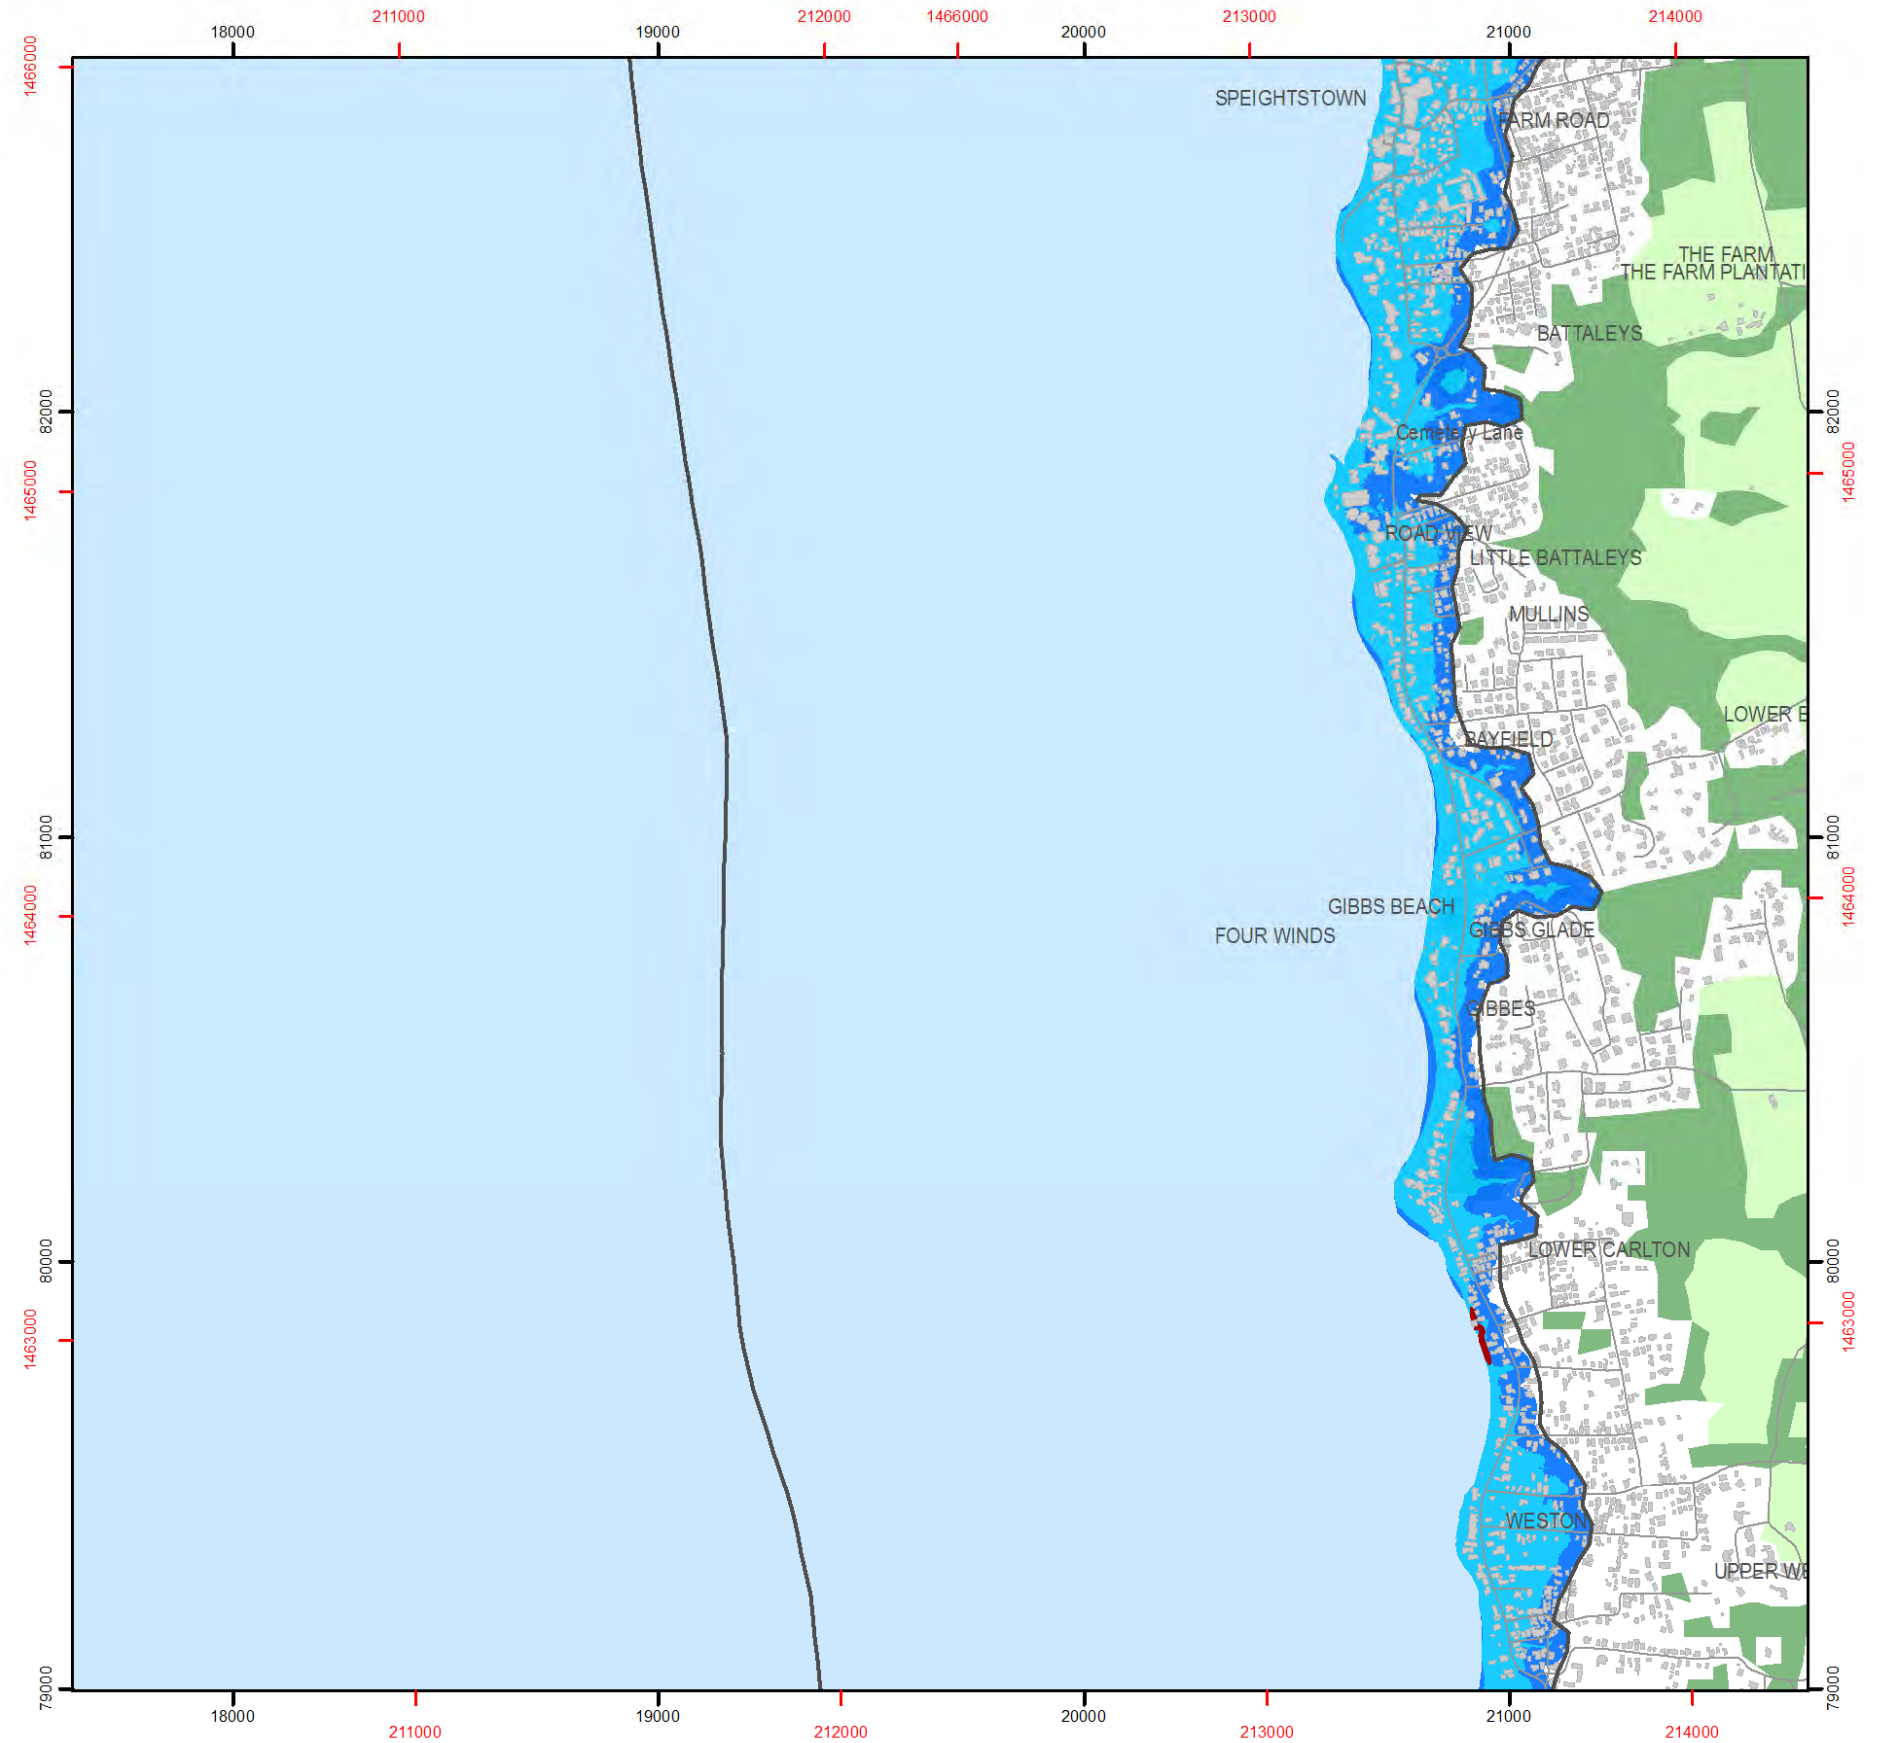 211000 212000 1466000 213000 214000
18000 19000 20000 21000
1466000
SPEIGHTSTOWN
FARM ROAD
THE FARM
THE FARM PLANTATI
BATTALEYS
82000 82000
Cemetery Lane
1465000 1465000
ROAD VIEW
LITTLE BATTALEYS
MULLINS
LOWER E
BAYFIELD
81000 81000
GIBBS BEACH
1464000 1464000
GIBBS GLADE
FOUR WINDS
GIBBES
LOWER CARLTON
80000 80000
1463000 1463000
WESTON
UPPER WE
79000 79000
18000 19000 20000 21000
211000 212000 213000 214000